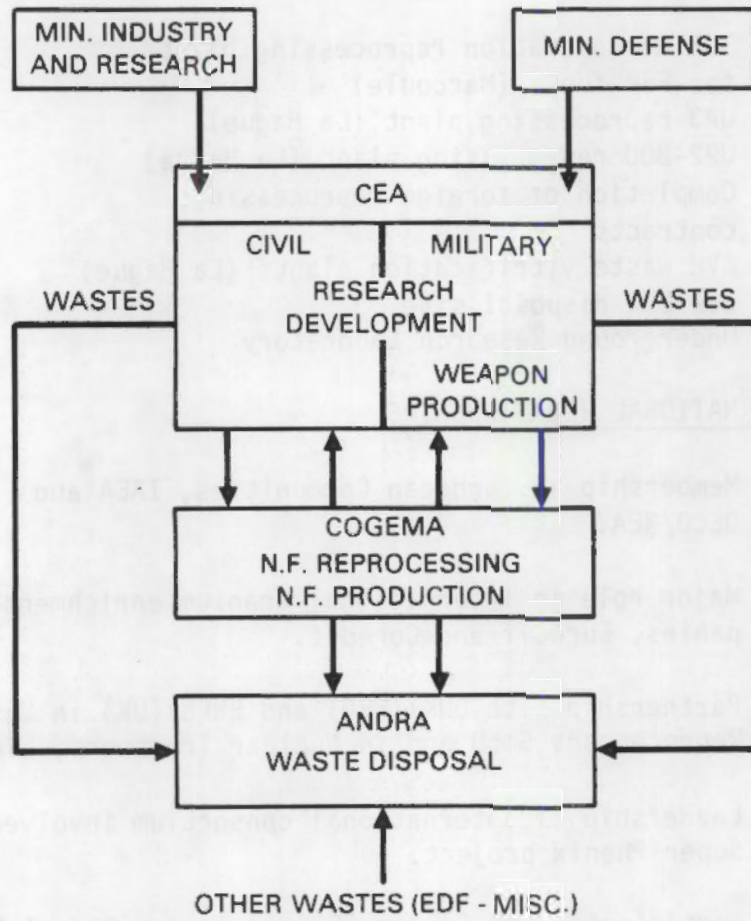 MIN. INDUSTRY
AND RESEARCH
MIN. DEFENSE
CEA
CIVIL
MILITARY
WASTES
WASTES
RESEARCH
DEVELOPMENT
WEAPON
PRODUCTION
COGEMA
N.F. REPROCESSING
N.F. PRODUCTION
ANDRA
WASTE DISPOSAL
OTHER WASTES (EDF - MISC.)